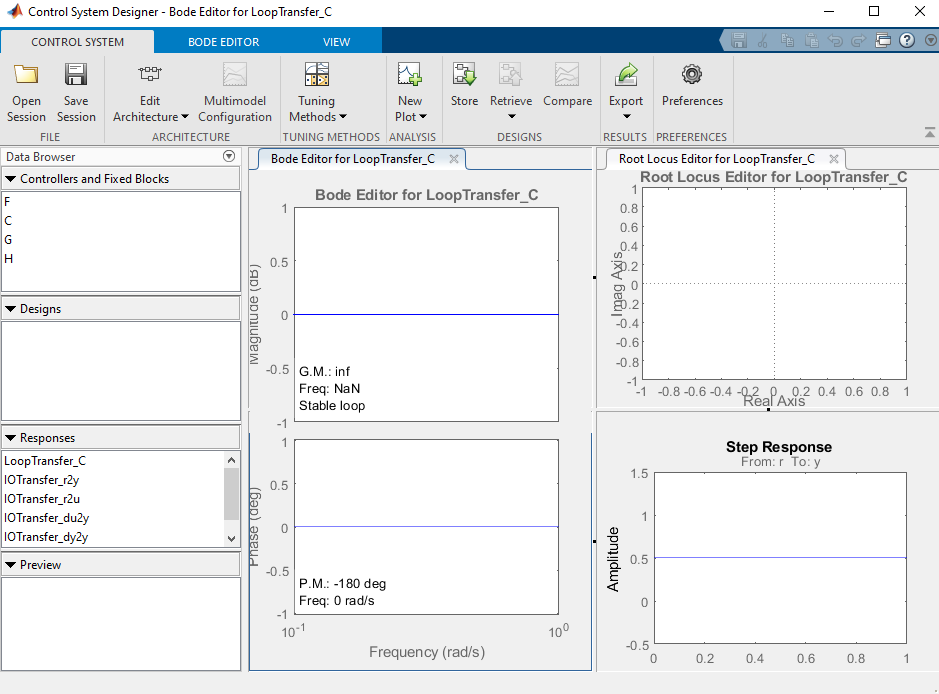 Control System Designer - Bode Editor for LoopTransfer_C
CONTROL SYSTEM BODE EDITOR VIEW
Open Session
Save Session
FILE
Edit Architecture
Multimodel Configuration
ARCHITECTURE
Tuning Methods
TUNING METHODS
New Plot
ANALYSIS
Store
Retrieve
Compare
DESIGNS
Export
RESULTS
Preferences
PREFERENCES
Data Browser
Controllers and Fixed Blocks
F
C
G
H
Designs
Responses
LoopTransfer_C
IOTransfer_r2y
IOTransfer_r2u
IOTransfer_du2y
IOTransfer_dy2y
Preview
Bode Editor for LoopTransfer_C
Bode Editor for LoopTransfer_C
Magnitude (dB)
1
0.5
0
-0.5
-1
G.M.: inf
Freq: NaN
Stable loop
Phase (deg)
1
0.5
0
-0.5
-1
P.M.: -180 deg
Freq: 0 rad/s
10^-1 10^0
Frequency (rad/s)
Root Locus Editor for LoopTransfer_C
Root Locus Editor for LoopTransfer_C
Imag Axis
1
0.8
0.6
0.4
0.2
0
-0.2
-0.4
-0.6
-0.8
-1
-1 -0.8 -0.6 -0.4 -0.2 0 0.2 0.4 0.6 0.8 1
Real Axis
Step Response
From: r To: y
Amplitude
1.5
1
0.5
0
-0.5
0 0.2 0.4 0.6 0.8 1